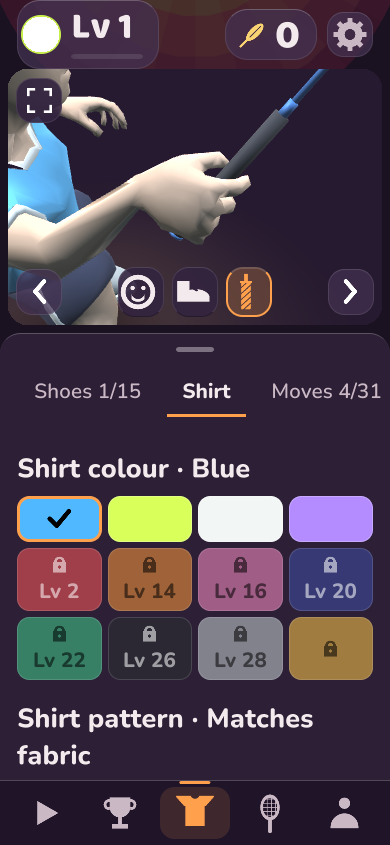 Lv 1
0
Shoes 1/15
Shirt
Moves 4/31
Shirt colour · Blue
Lv 2
Lv 14
Lv 16
Lv 20
Lv 22
Lv 26
Lv 28
Shirt pattern · Matches
fabric